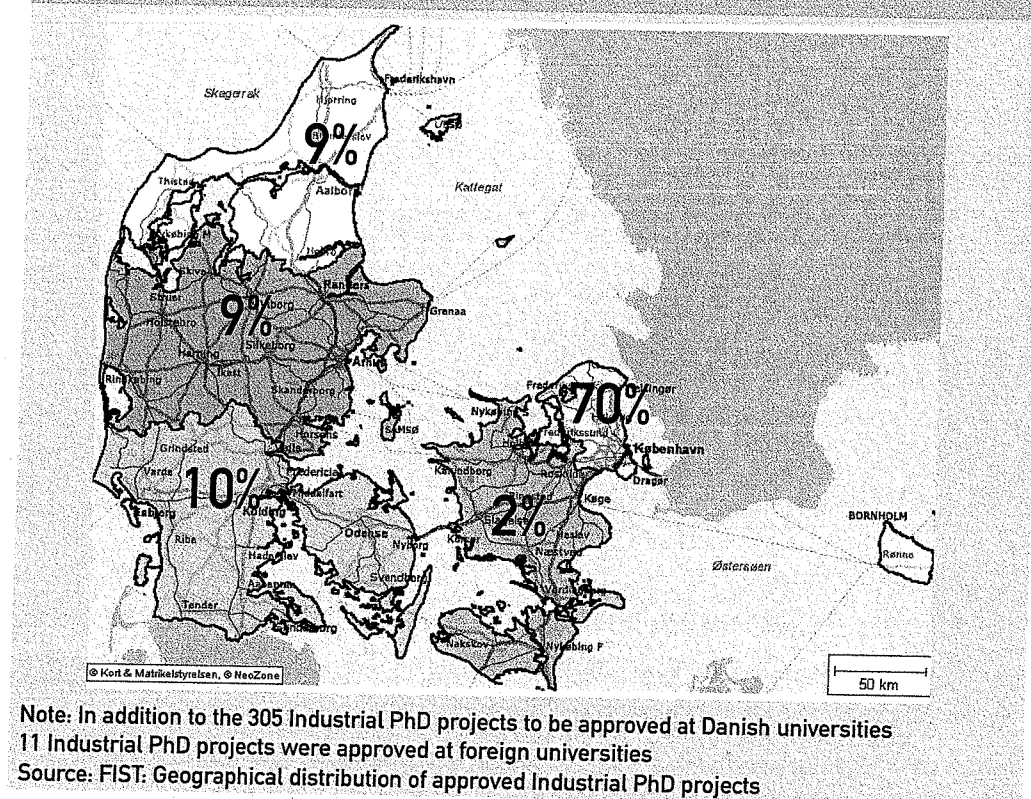 Skagerrak
Frederikshavn
Hjørring
9%
Thisted
Aalborg
Kattegat
Nykøbing M
Skive
Struer
Randers
9%
Grenaa
Holstebro
Silkeborg
Herning
Ikast
Århus
Ringkøbing
Skanderborg
70%
Nykøbing
SAMSØ
Horsens
Grindsted
København
Varde
Fredericia
Kalundborg
Roskilde
Dragør
10%
Middelfart
Køge
Esbjerg
Kolding
2%
BORNHOLM
Odense
Nyborg
Ribe
Haslev
Næstved
Rønne
Haderslev
Østersøen
Svendborg
Aabenraa
Tønder
Nakskov
Nykøbing F
© Kort & Matrikelstyrelsen, © NeoZone
50 km
Note: In addition to the 305 Industrial PhD projects to be approved at Danish universities
11 Industrial PhD projects were approved at foreign universities
Source: FIST: Geographical distribution of approved Industrial PhD projects